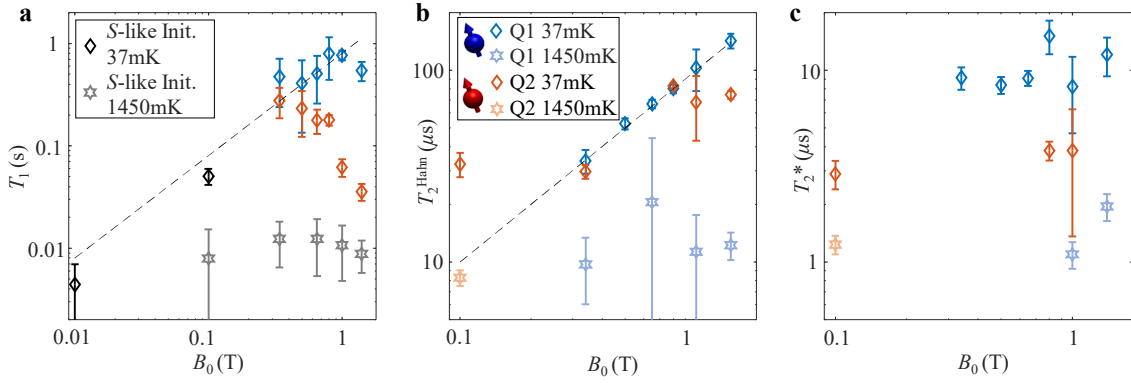 a
S-like Init.
37mK
S-like Init.
1450mK
1
0.1
0.01
T₁ (s)
0.01
0.1
1
B₀ (T)
b
Q1 37mK
Q1 1450mK
Q2 37mK
Q2 1450mK
100
10
T₂ᴴᵃʰⁿ (μs)
0.1
1
B₀ (T)
c
10
1
T₂* (μs)
0.1
1
B₀ (T)